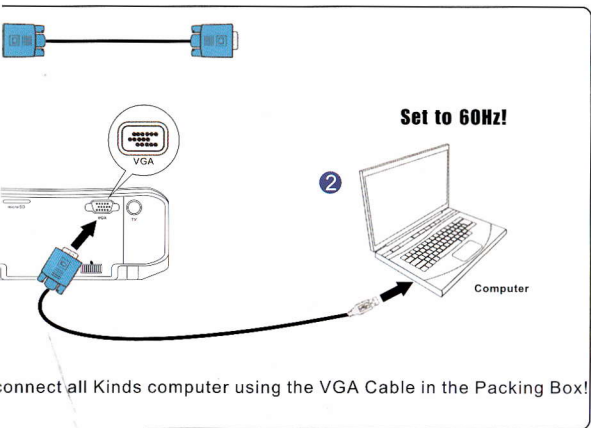 VGA
Set to 60Hz!
2
microSD
VGA
TV
Computer
connect all Kinds computer using the VGA Cable in the Packing Box!